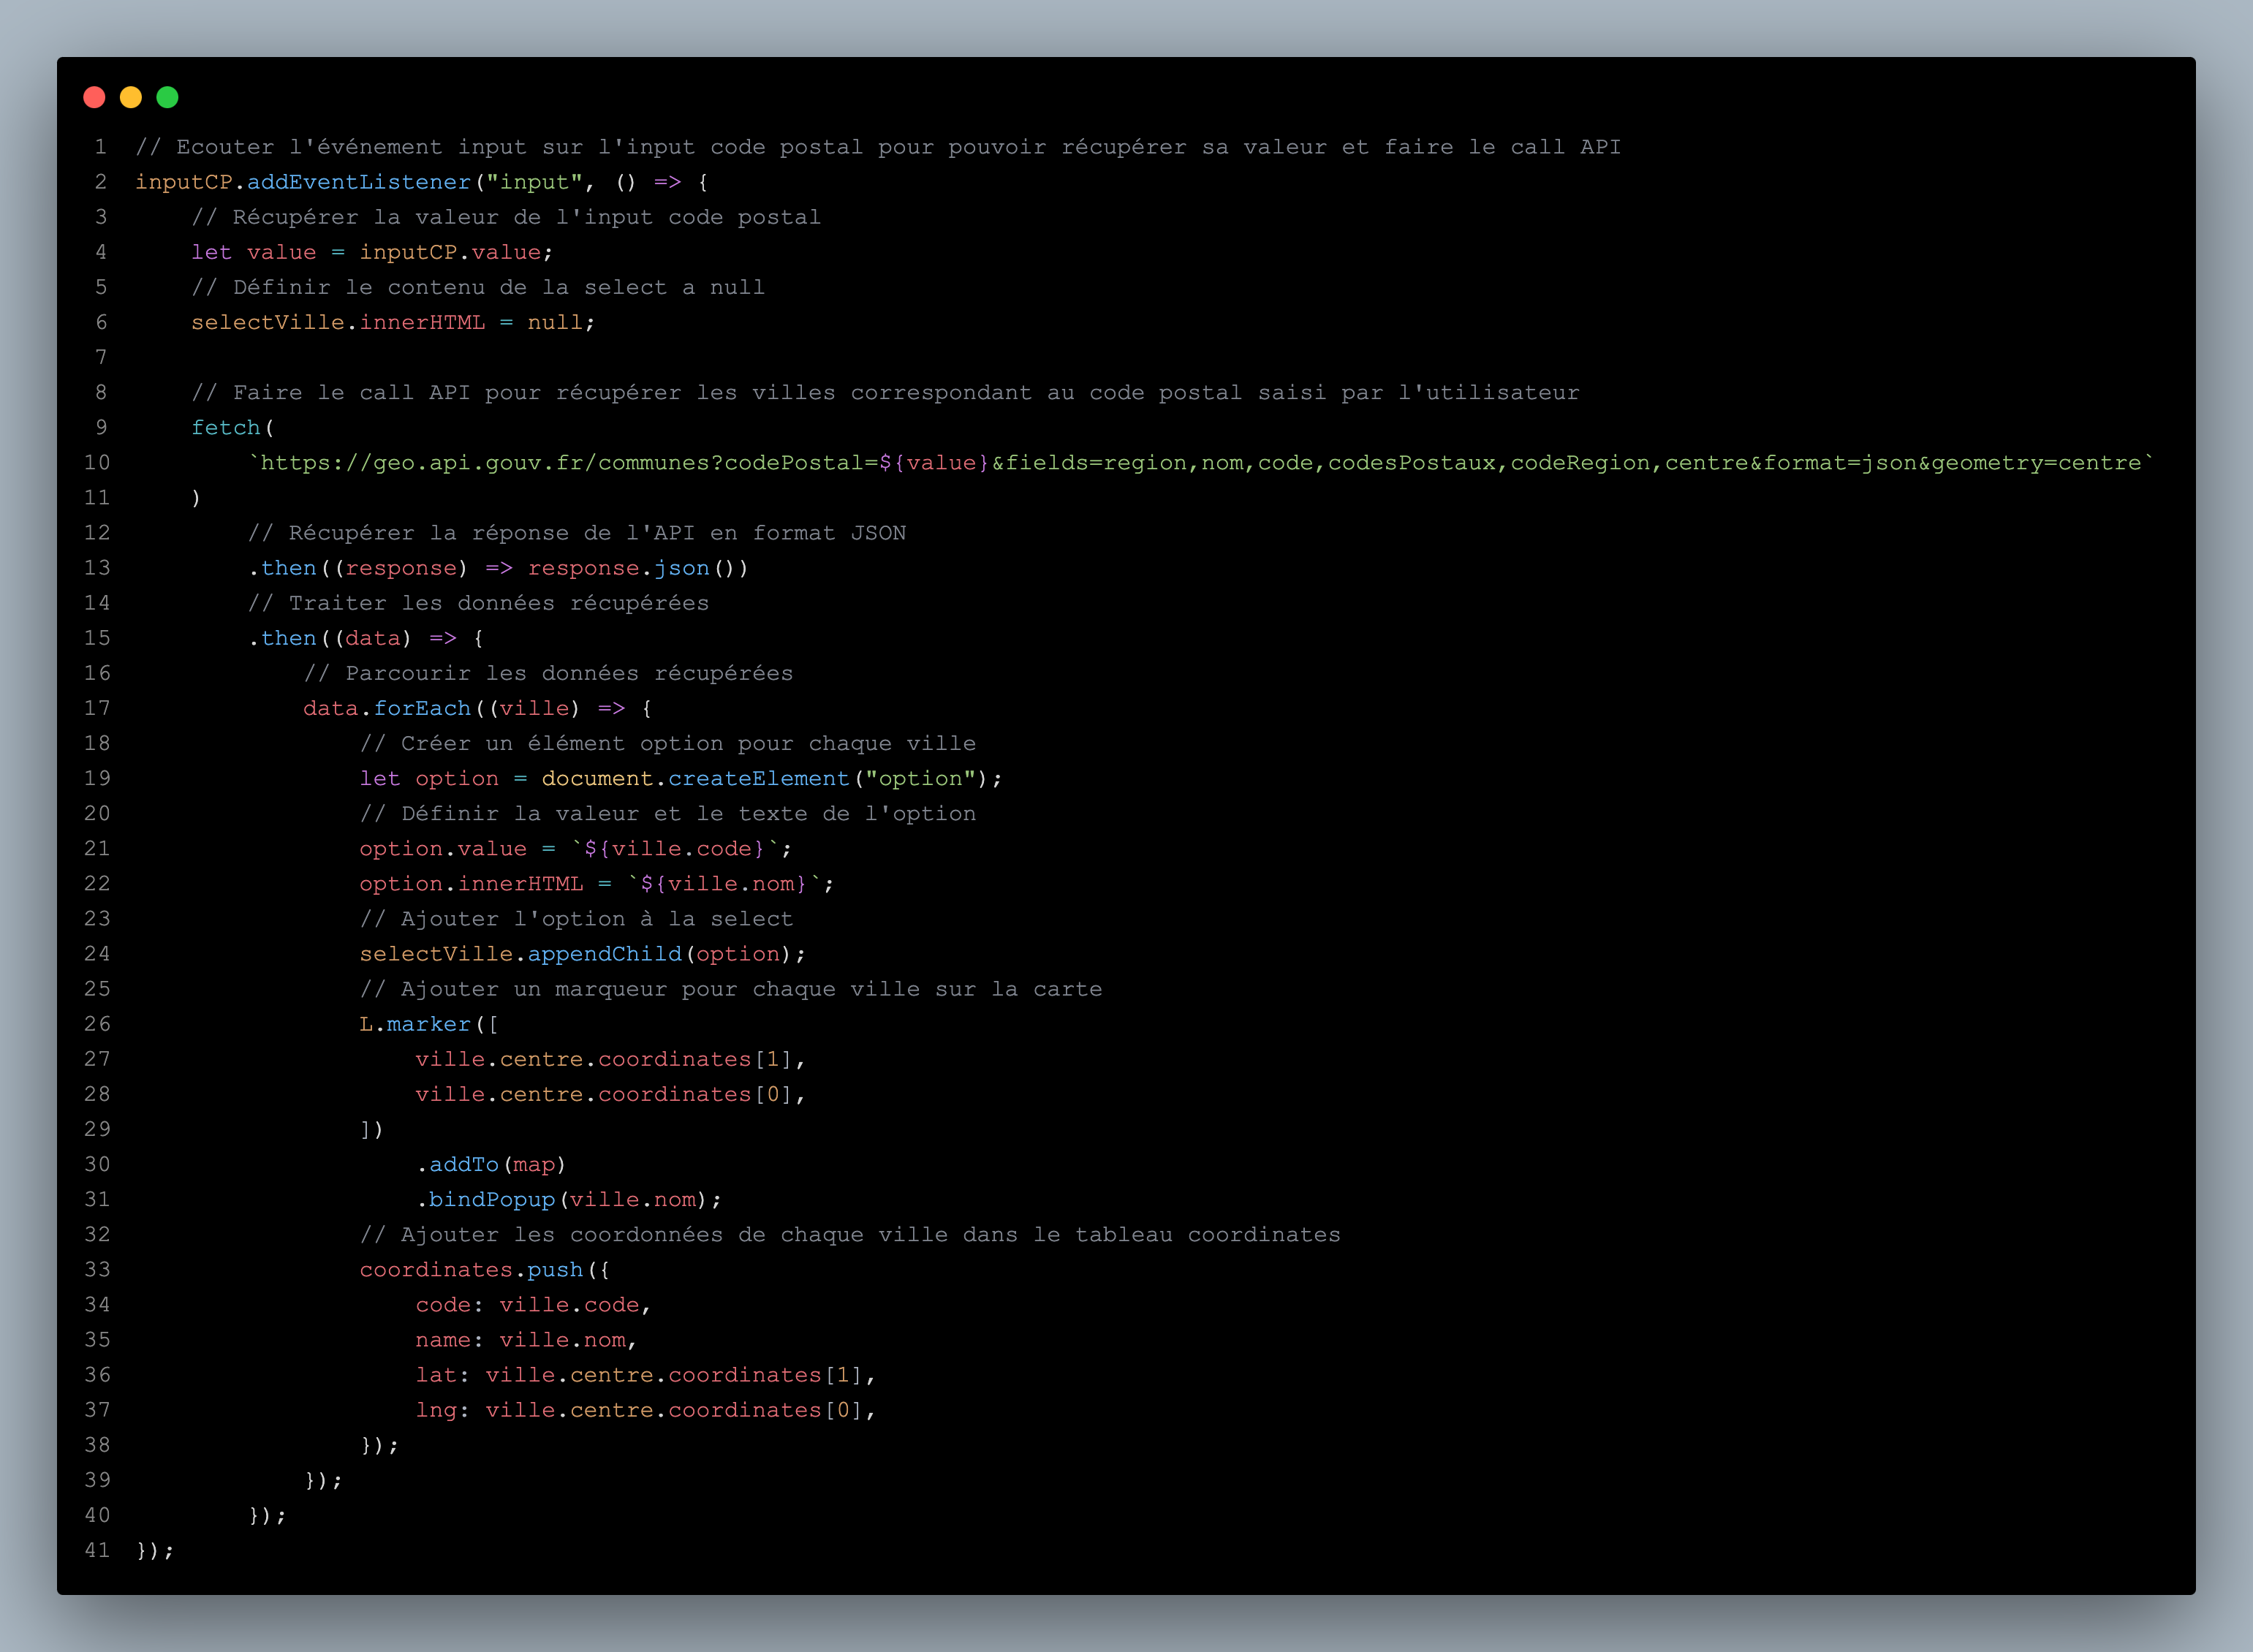 1 // Ecouter l'événement input sur l'input code postal pour pouvoir récupérer sa valeur et faire le call API
2 inputCP.addEventListener("input", () => {
3     // Récupérer la valeur de l'input code postal
4     let value = inputCP.value;
5     // Définir le contenu de la select a null
6     selectVille.innerHTML = null;
7
8     // Faire le call API pour récupérer les villes correspondant au code postal saisi par l'utilisateur
9     fetch(
10         `https://geo.api.gouv.fr/communes?codePostal=${value}&fields=region,nom,code,codesPostaux,codeRegion,centre&format=json&geometry=centre`
11     )
12         // Récupérer la réponse de l'API en format JSON
13         .then((response) => response.json())
14         // Traiter les données récupérées
15         .then((data) => {
16             // Parcourir les données récupérées
17             data.forEach((ville) => {
18                 // Créer un élément option pour chaque ville
19                 let option = document.createElement("option");
20                 // Définir la valeur et le texte de l'option
21                 option.value = `${ville.code}`;
22                 option.innerHTML = `${ville.nom}`;
23                 // Ajouter l'option à la select
24                 selectVille.appendChild(option);
25                 // Ajouter un marqueur pour chaque ville sur la carte
26                 L.marker([
27                     ville.centre.coordinates[1],
28                     ville.centre.coordinates[0],
29                 ])
30                     .addTo(map)
31                     .bindPopup(ville.nom);
32                 // Ajouter les coordonnées de chaque ville dans le tableau coordinates
33                 coordinates.push({
34                     code: ville.code,
35                     name: ville.nom,
36                     lat: ville.centre.coordinates[1],
37                     lng: ville.centre.coordinates[0],
38                 });
39             });
40         });
41 });